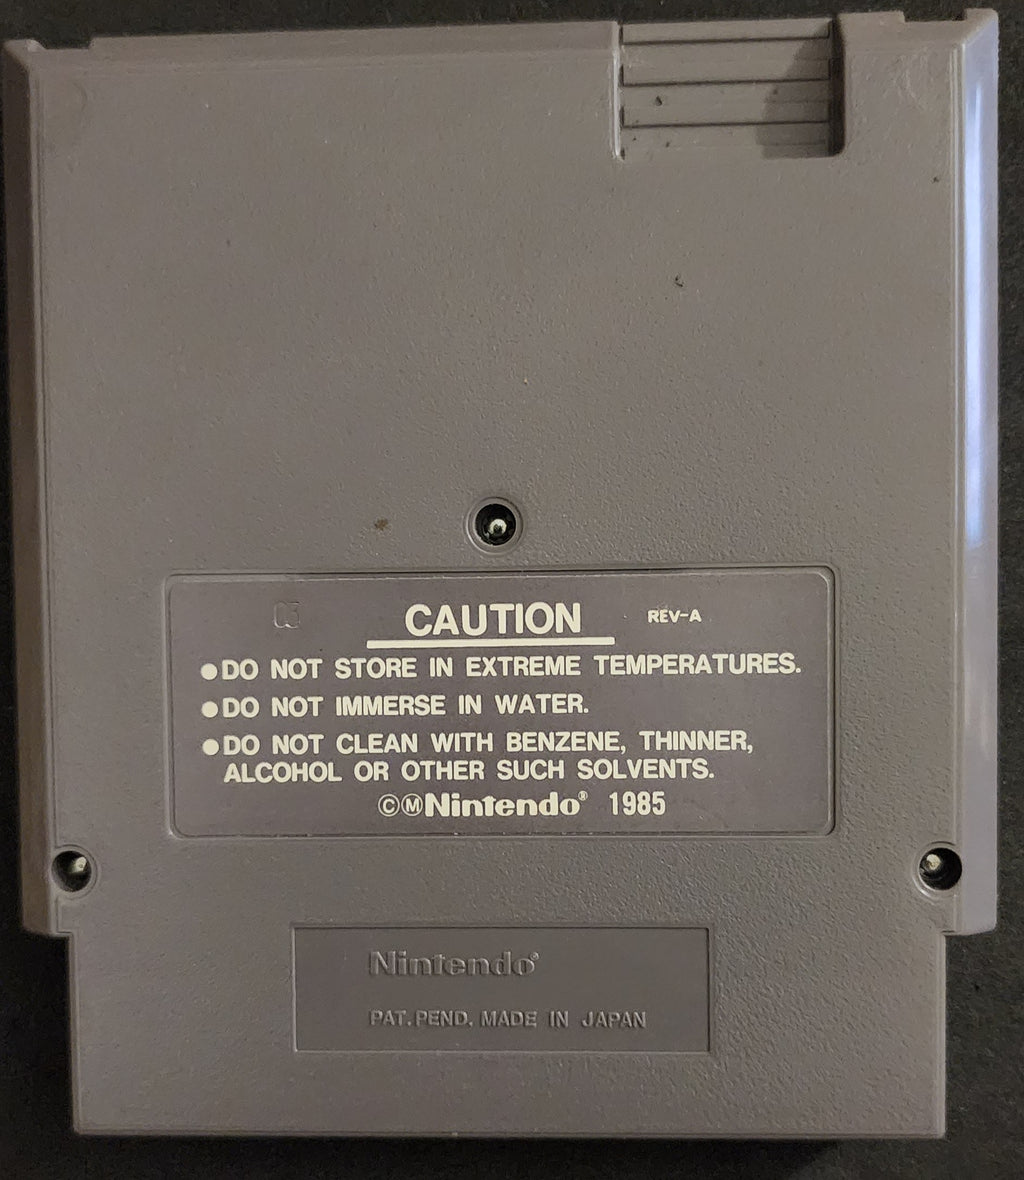 CAUTION REV-A
●DO NOT STORE IN EXTREME TEMPERATURES.
●DO NOT IMMERSE IN WATER.
●DO NOT CLEAN WITH BENZENE, THINNER,
ALCOHOL OR OTHER SUCH SOLVENTS.
©ⓂNintendo® 1985
Nintendo®
PAT. PEND. MADE IN JAPAN